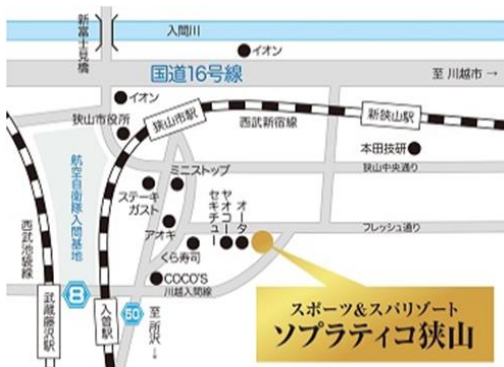 新富士見橋
入間川
イオン
国道16号線
至 川越市→
イオン
狭山市役所
狭山市駅
西武新宿線
新狭山駅
本田技研
狭山中央通り
航空自衛隊入間基地
ミニストップ
ステーキガスト
セキチュー
ヤオコー
オータ
アオキ
フレッシュ通り
くら寿司
西武池袋線
COCO'S
川越入間線
8
50
武蔵藤沢駅
入曽駅
至 所沢→
スポーツ&スパリゾート
ソプラティコ狭山